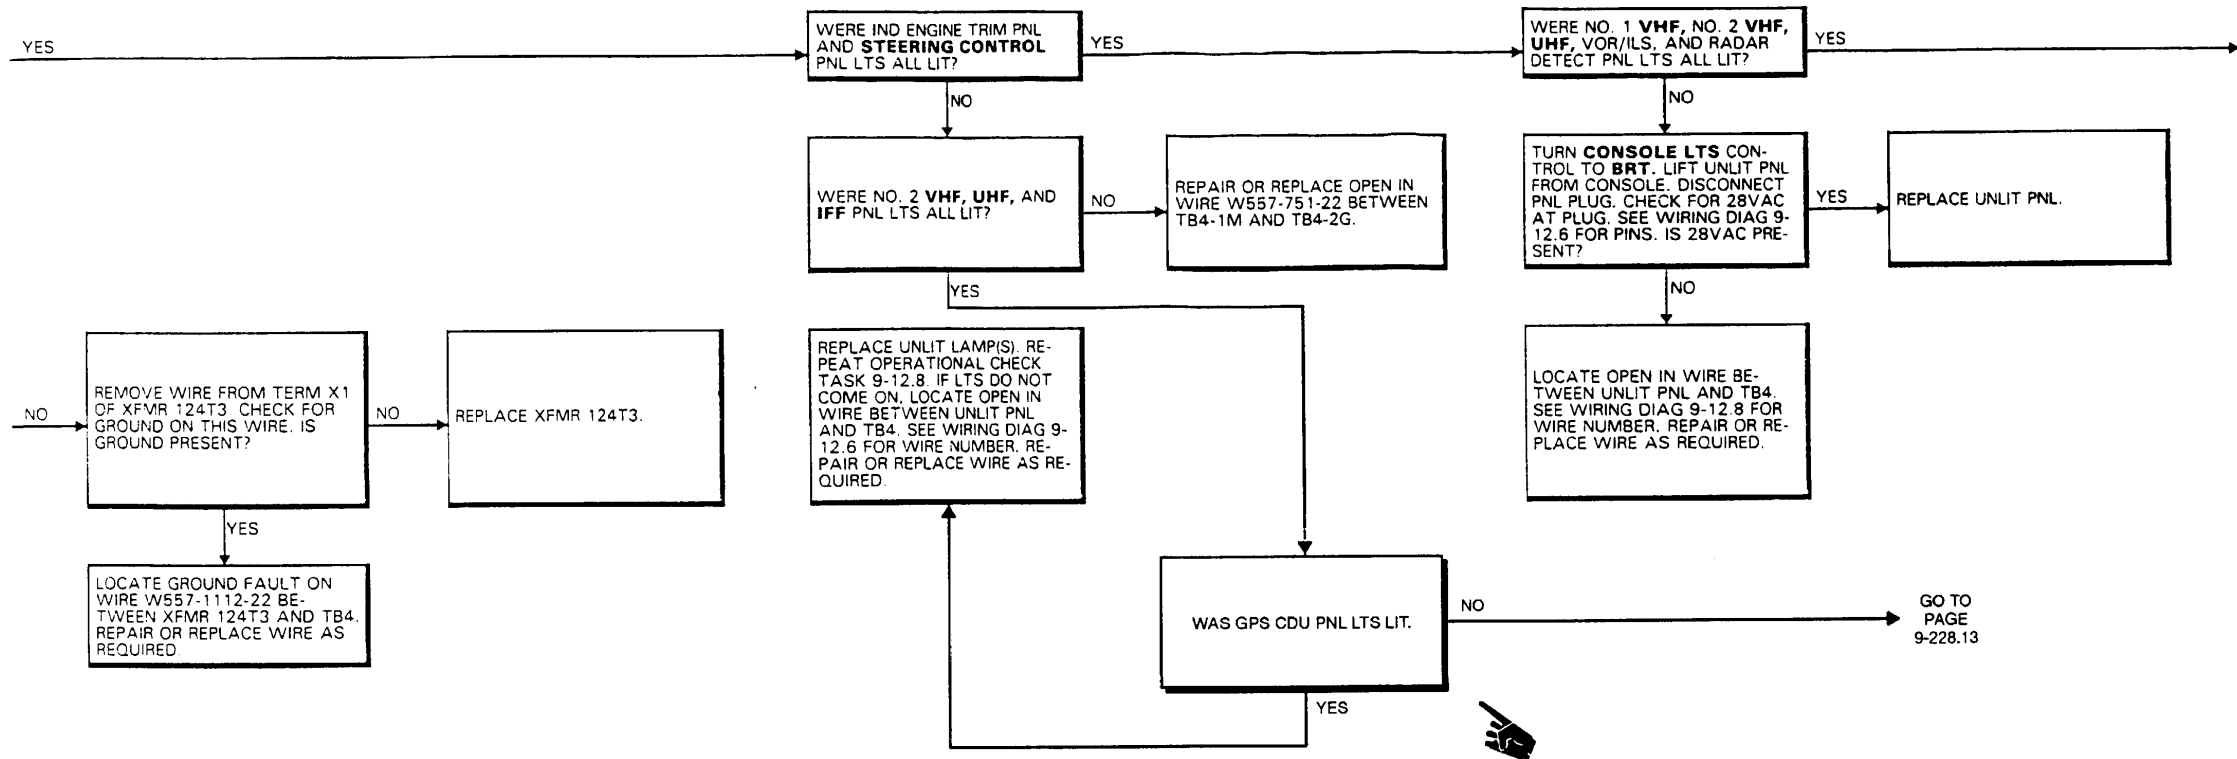 YES
WERE IND ENGINE TRIM PNL
AND STEERING CONTROL
PNL LTS ALL LIT?
YES
WERE NO. 1 VHF, NO. 2 VHF,
UHF, VOR/ILS, AND RADAR
DETECT PNL LTS ALL LIT?
YES
NO
NO
WERE NO. 2 VHF, UHF, AND
IFF PNL LTS ALL LIT?
NO
REPAIR OR REPLACE OPEN IN
WIRE W557-751-22 BETWEEN
TB4-1M AND TB4-2G.
TURN CONSOLE LTS CON-
TROL TO BRT. LIFT UNLIT PNL
FROM CONSOLE. DISCONNECT
PNL PLUG. CHECK FOR 28VAC
AT PLUG. SEE WIRING DIAG 9-
12.6 FOR PINS. IS 28VAC PRE-
SENT?
YES
REPLACE UNLIT PNL.
YES
NO
NO
REMOVE WIRE FROM TERM X1
OF XFMR 124T3. CHECK FOR
GROUND ON THIS WIRE. IS
GROUND PRESENT?
NO
REPLACE XFMR 124T3.
REPLACE UNLIT LAMP(S). RE-
PEAT OPERATIONAL CHECK
TASK 9-12.8. IF LTS DO NOT
COME ON, LOCATE OPEN IN
WIRE BETWEEN UNLIT PNL
AND TB4. SEE WIRING DIAG 9-
12.6 FOR WIRE NUMBER. RE-
PAIR OR REPLACE WIRE AS RE-
QUIRED.
LOCATE OPEN IN WIRE BE-
TWEEN UNLIT PNL AND TB4.
SEE WIRING DIAG 9-12.8 FOR
WIRE NUMBER. REPAIR OR RE-
PLACE WIRE AS REQUIRED.
YES
LOCATE GROUND FAULT ON
WIRE W557-1112-22 BE-
TWEEN XFMR 124T3 AND TB4.
REPAIR OR REPLACE WIRE AS
REQUIRED.
WAS GPS CDU PNL LTS LIT.
NO
GO TO
PAGE
9-228.13
YES